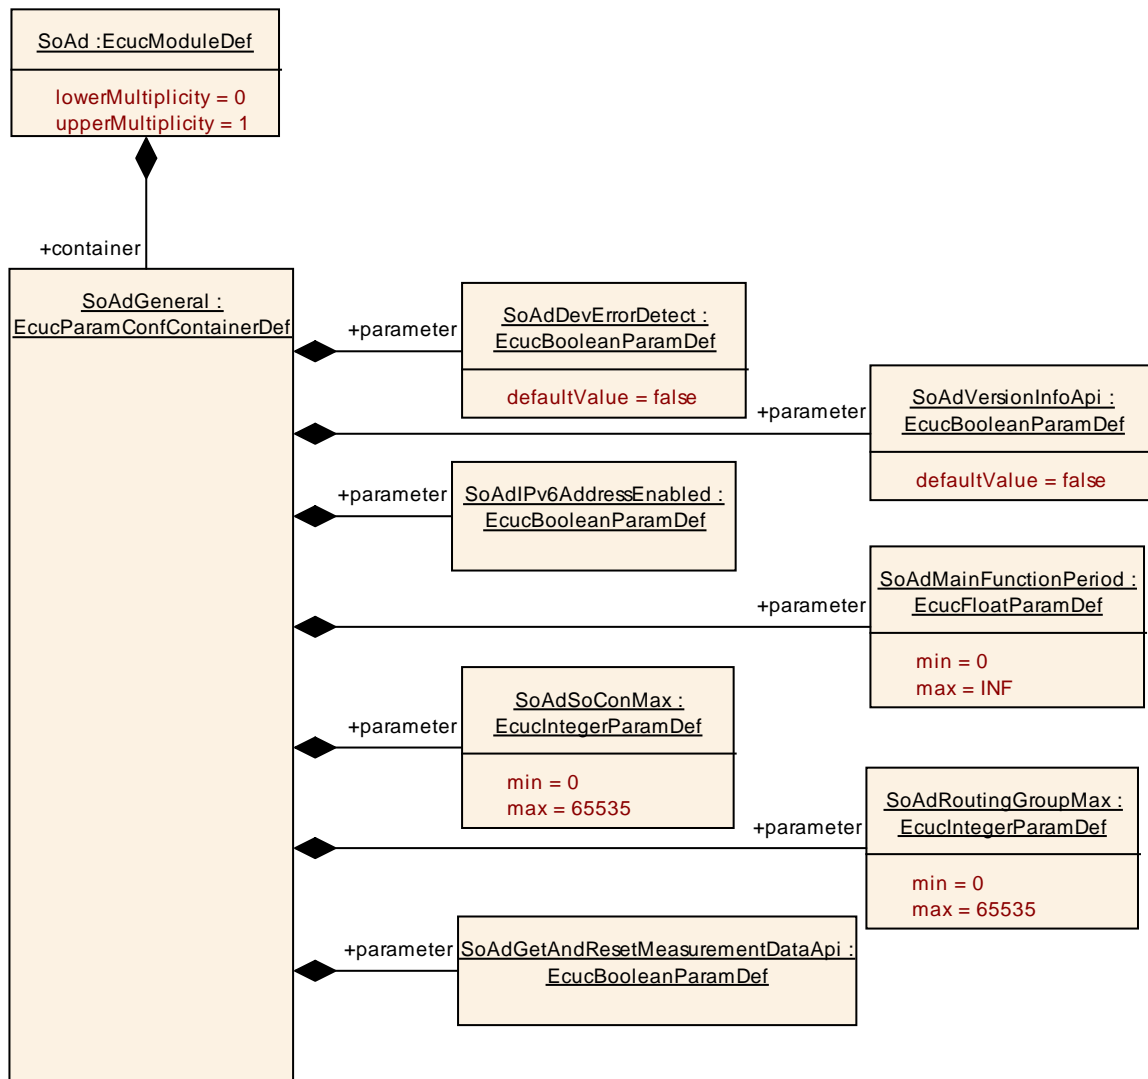 SoAd :EcucModuleDef
lowerMultiplicity = 0
upperMultiplicity = 1
+container
SoAdGeneral :
EcucParamConfContainerDef
+parameter
SoAdDevErrorDetect :
EcucBooleanParamDef
defaultValue = false
+parameter
SoAdVersionInfoApi :
EcucBooleanParamDef
defaultValue = false
+parameter
SoAdIPv6AddressEnabled :
EcucBooleanParamDef
+parameter
SoAdMainFunctionPeriod :
EcucFloatParamDef
min = 0
max = INF
+parameter
SoAdSoConMax :
EcucIntegerParamDef
min = 0
max = 65535
+parameter
SoAdRoutingGroupMax :
EcucIntegerParamDef
min = 0
max = 65535
+parameter
SoAdGetAndResetMeasurementDataApi :
EcucBooleanParamDef